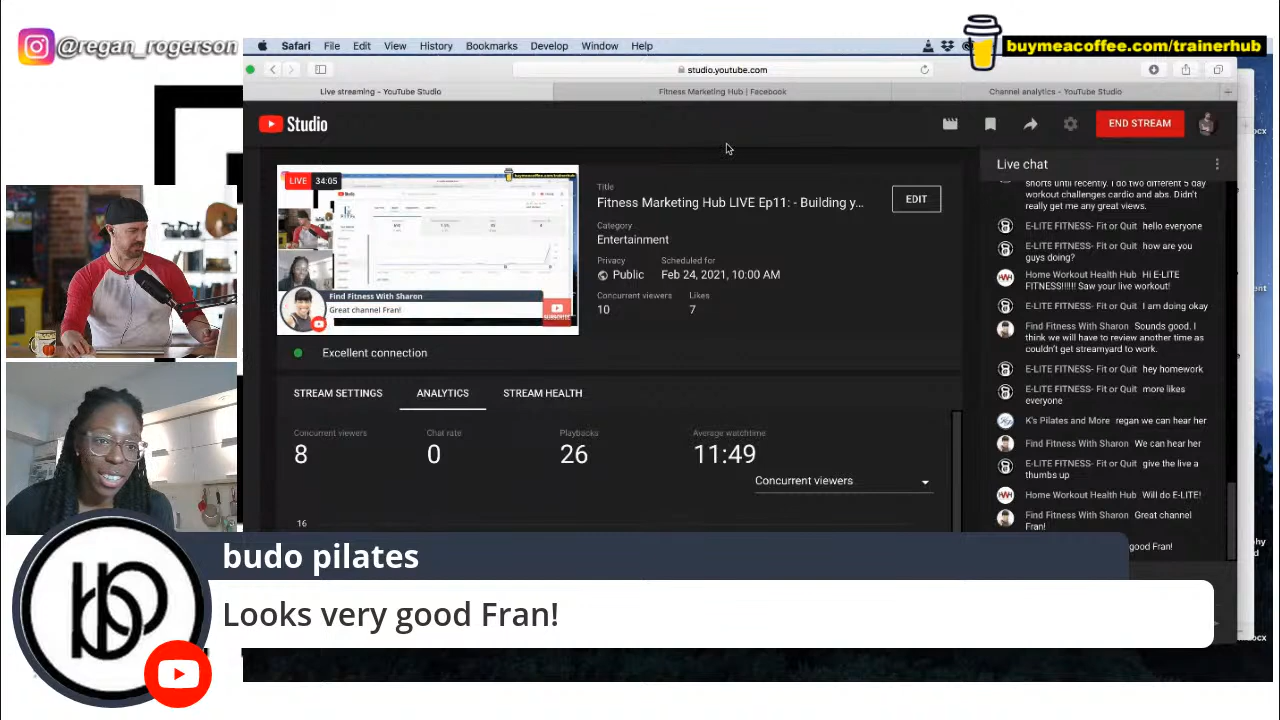 @regan_rogerson
buymeacoffee.com/trainerhub
Safari File Edit View History Bookmarks Develop Window Help
studio.youtube.com
Live streaming - YouTube Studio
Fitness Marketing Hub | Facebook
Channel analytics - YouTube Studio
Studio
END STREAM
LIVE 34:05
Find Fitness With Sharon
Great channel Fran!
Title
Fitness Marketing Hub LIVE Ep11: - Building y...
EDIT
Category
Entertainment
Privacy
Public
Scheduled for
Feb 24, 2021, 10:00 AM
Concurrent viewers
10
Likes
7
Excellent connection
STREAM SETTINGS
ANALYTICS
STREAM HEALTH
Concurrent viewers
8
Chat rate
0
Playbacks
26
Average watchtime
11:49
Concurrent viewers
16
Live chat
shorts until recently. I do two different 5 day
workout challenges cardio and abs. Didn't
really get me any great views.
E-LITE FITNESS- Fit or Quit hello everyone
E-LITE FITNESS- Fit or Quit how are you
guys doing?
Home Workout Health Hub Hi E-LITE
FITNESS!!!!!! Saw your live workout!
E-LITE FITNESS- Fit or Quit I am doing okay
Find Fitness With Sharon Sounds good. I
think we will have to review another time as
couldn't get streamyard to work.
E-LITE FITNESS- Fit or Quit hey homework
E-LITE FITNESS- Fit or Quit more likes
everyone
K's Pilates and More regan we can hear her
Find Fitness With Sharon We can hear her
E-LITE FITNESS- Fit or Quit give the live a
thumbs up
Home Workout Health Hub Will do E-LITE!
Find Fitness With Sharon Great channel
Fran!
good Fran!
budo pilates
Looks very good Fran!